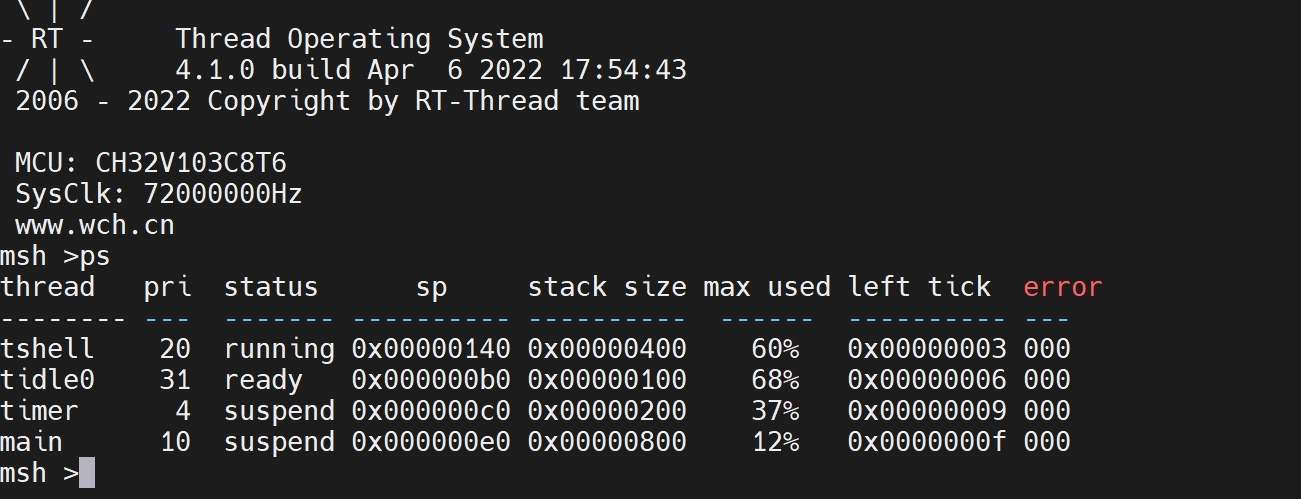 \ | /
- RT -     Thread Operating System
 / | \     4.1.0 build Apr  6 2022 17:54:43
 2006 - 2022 Copyright by RT-Thread team

 MCU: CH32V103C8T6
 SysClk: 72000000Hz
 www.wch.cn
msh >ps
thread   pri  status      sp     stack size max used left tick  error
-------- ---  ------- ---------- ----------  ------  ---------- ---
tshell    20  running 0x00000140 0x00000400    60%   0x00000003 000
tidle0    31  ready   0x000000b0 0x00000100    68%   0x00000006 000
timer      4  suspend 0x000000c0 0x00000200    37%   0x00000009 000
main      10  suspend 0x000000e0 0x00000800    12%   0x0000000f 000
msh >